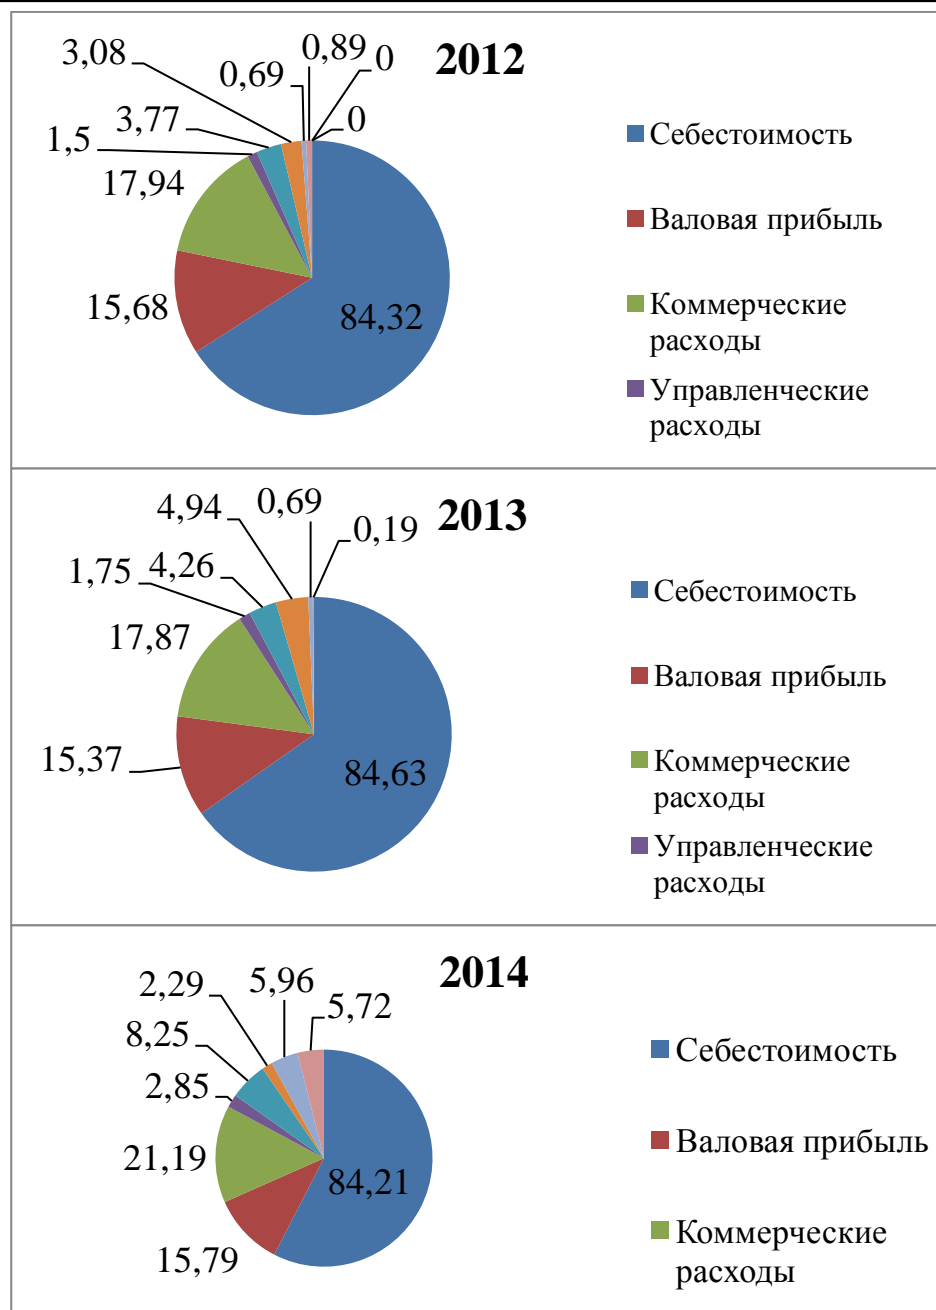 2012
3,08
0,69
0,89
0
0
3,77
1,5
17,94
15,68
84,32
Себестоимость
Валовая прибыль
Коммерческие
расходы
Управленческие
расходы
2013
4,94
0,69
0,19
1,75
4,26
17,87
15,37
84,63
Себестоимость
Валовая прибыль
Коммерческие
расходы
Управленческие
расходы
2014
2,29
5,96
5,72
8,25
2,85
21,19
84,21
15,79
Себестоимость
Валовая прибыль
Коммерческие
расходы